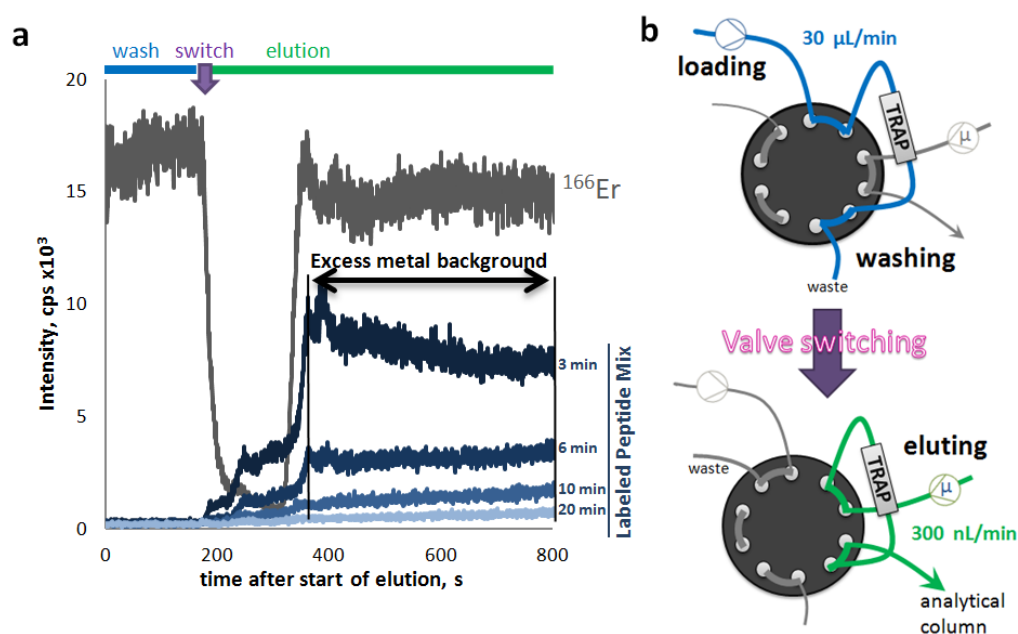 a
wash switch elution
20
15
10
5
0
Intensity, cps x10³
¹⁶⁶Er
Excess metal background
3 min
6 min
10 min
20 min
Labeled Peptide Mix
0 200 400 600 800
time after start of elution, s
b
30 µL/min
loading
TRAP
µ
washing
waste
Valve switching
eluting
waste
TRAP
µ
300 nL/min
analytical
column